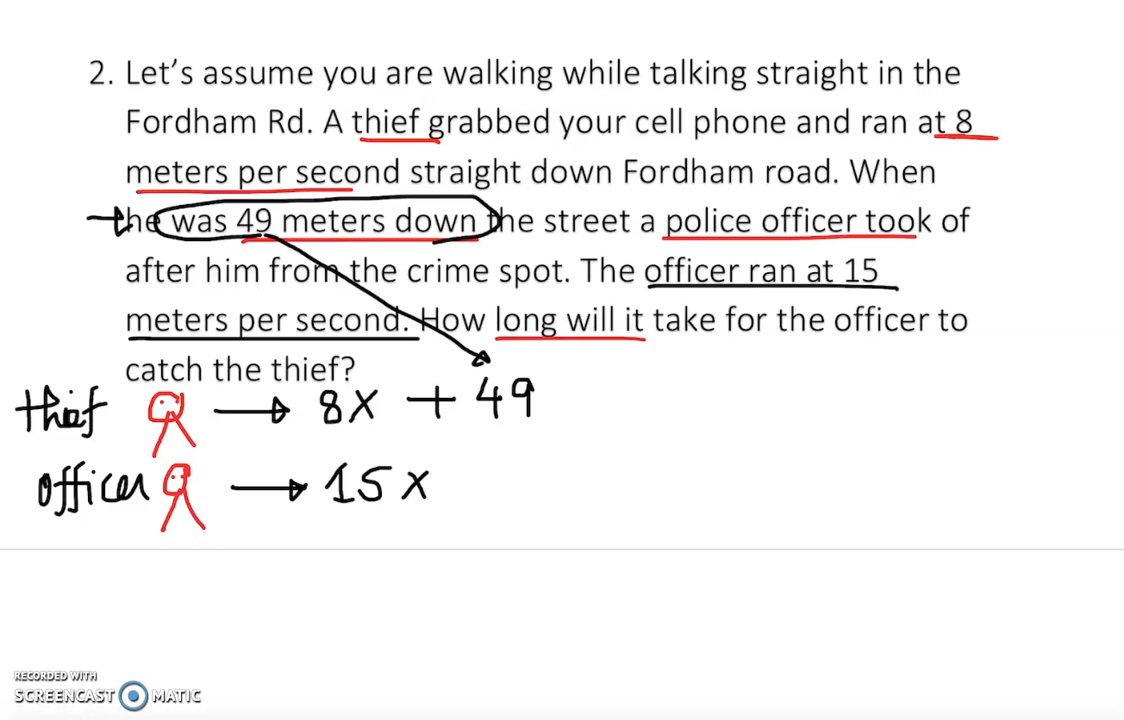 2. Let's assume you are walking while talking straight in the
Fordham Rd. A thief grabbed your cell phone and ran at 8
meters per second straight down Fordham road. When
he was 49 meters down the street a police officer took of
after him from the crime spot. The officer ran at 15
meters per second. How long will it take for the officer to
catch the thief?
thief → 8x + 49
officer → 15x
RECORDED WITH
SCREENCAST MATIC